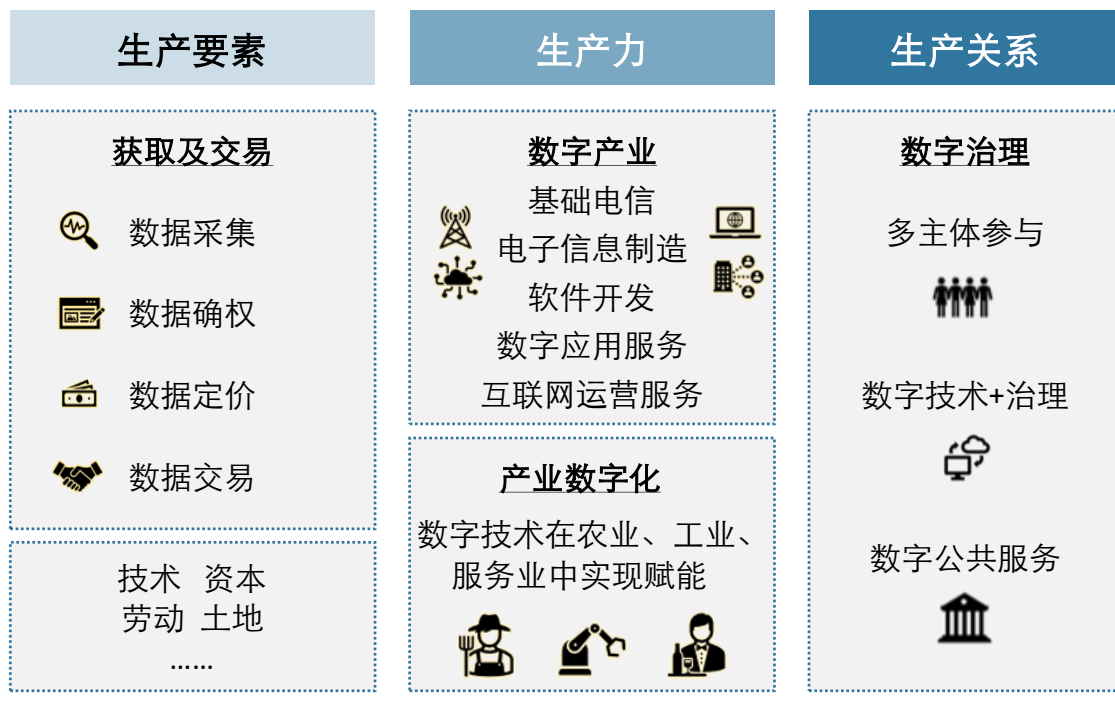 生产要素
获取及交易
数据采集
数据确权
数据定价
数据交易
技术 资本
劳动 土地
……
生产力
数字产业
基础电信
电子信息制造
软件开发
数字应用服务
互联网运营服务
产业数字化
数字技术在农业、工业、
服务业中实现赋能
生产关系
数字治理
多主体参与
数字技术+治理
数字公共服务